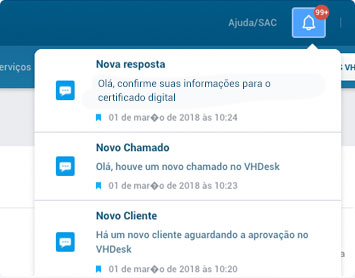 Ajuda/SAC
99+
erviços
S VH
Nova resposta
Olá, confirme suas informações para o
certificado digital
01 de mar�o de 2018 às 10:24
Novo Chamado
Olá, houve um novo chamado no VHDesk
01 de mar�o de 2018 às 10:23
Novo Cliente
Há um novo cliente aguardando a aprovação no
VHDesk
01 de mar�o de 2018 às 10:20